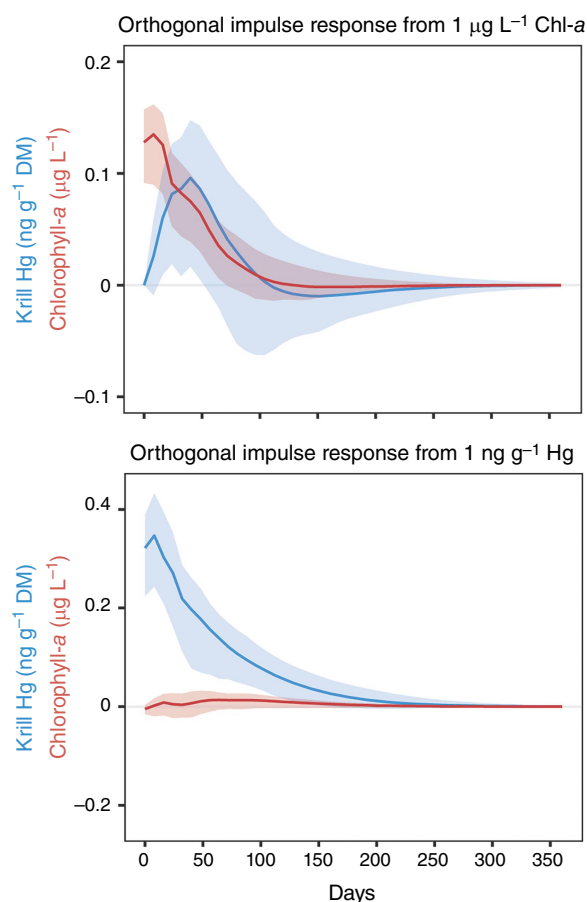 Orthogonal impulse response from 1 μg L⁻¹ Chl-a
Krill Hg (ng g⁻¹ DM)
Chlorophyll-a (μg L⁻¹)
0.2
0.1
0
−0.1
Orthogonal impulse response from 1 ng g⁻¹ Hg
Krill Hg (ng g⁻¹ DM)
Chlorophyll-a (μg L⁻¹)
0.4
0.2
0
−0.2
0 50 100 150 200 250 300 350
Days